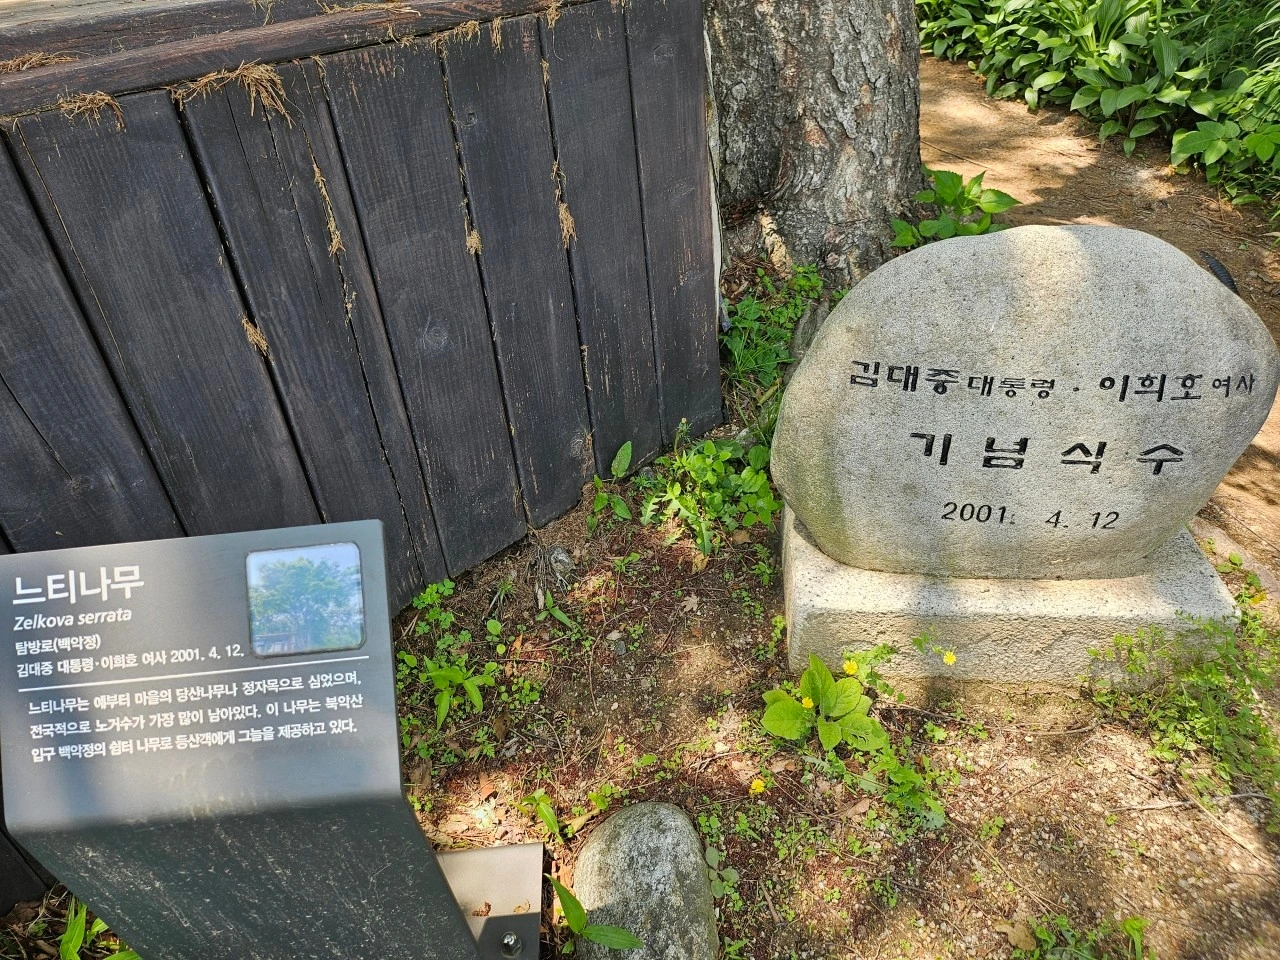 느티나무
Zelkova serrata
탐방로(백악정)
김대중 대통령·이희호 여사 2001. 4. 12.
느티나무는 예부터 마을의 당산나무나 정자목으로 심었으며,
전국적으로 노거수가 가장 많이 남아있다. 이 나무는 북악산
입구 백악정의 쉼터 나무로 등산객에게 그늘을 제공하고 있다.
김대중대통령·이희호여사
기념식수
2001. 4. 12